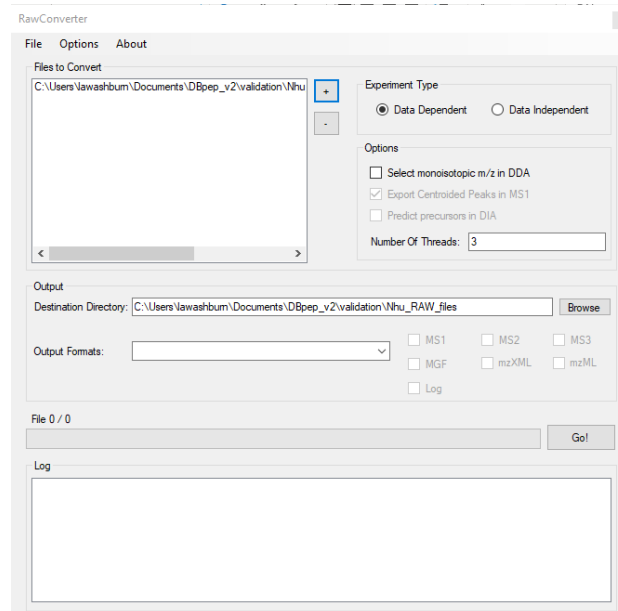 RawConverter
File Options About
Files to Convert
C:\Users\lawashburn\Documents\DBpep_v2\validation\Nhu
+
-
Experiment Type
Data Dependent Data Independent
Options
Select monoisotopic m/z in DDA
Export Centroided Peaks in MS1
Predict precursors in DIA
Number Of Threads: 3
Output
Destination Directory: C:\Users\lawashburn\Documents\DBpep_v2\validation\Nhu_RAW_files Browse
Output Formats:
MS1 MS2 MS3
MGF mzXML mzML
Log
File 0 / 0
Go!
Log